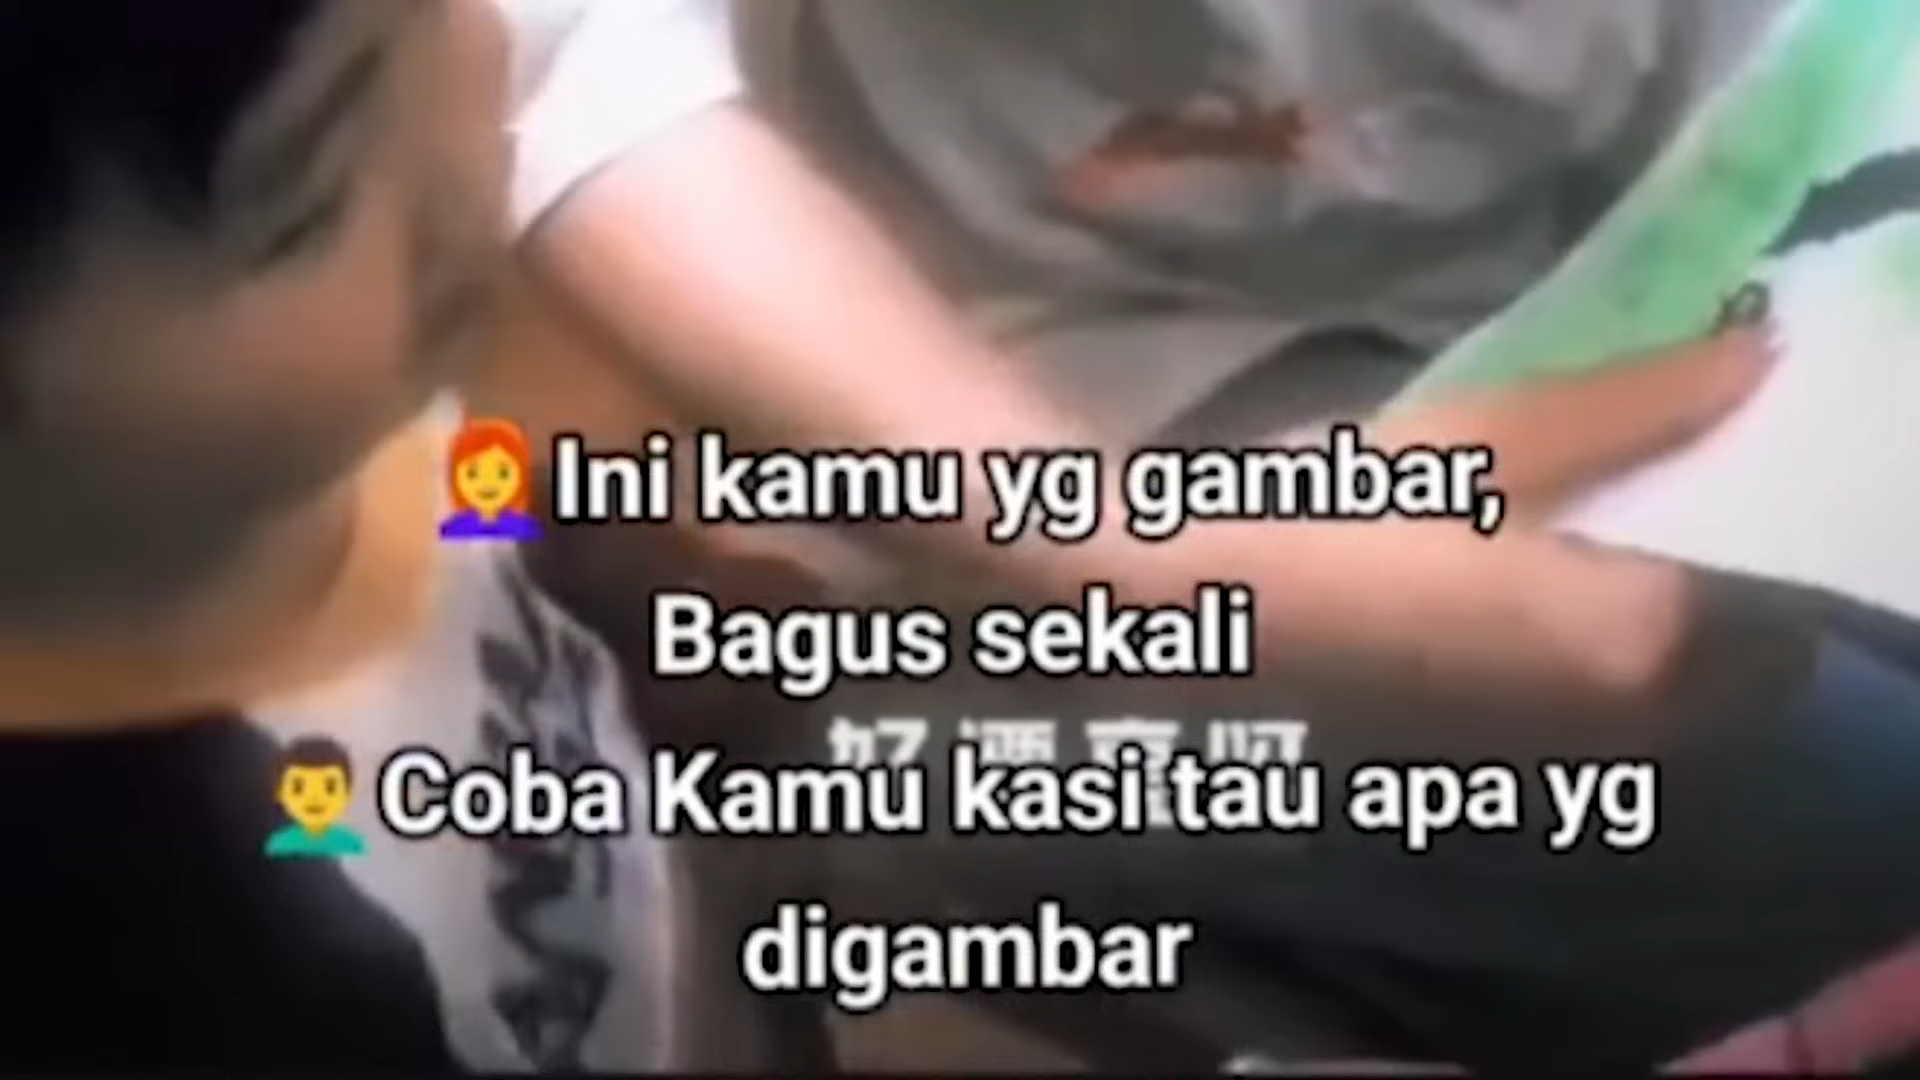 👩‍🦰Ini kamu yg gambar,
Bagus sekali
👨‍🦱Coba Kamu kasi tau apa yg
digambar